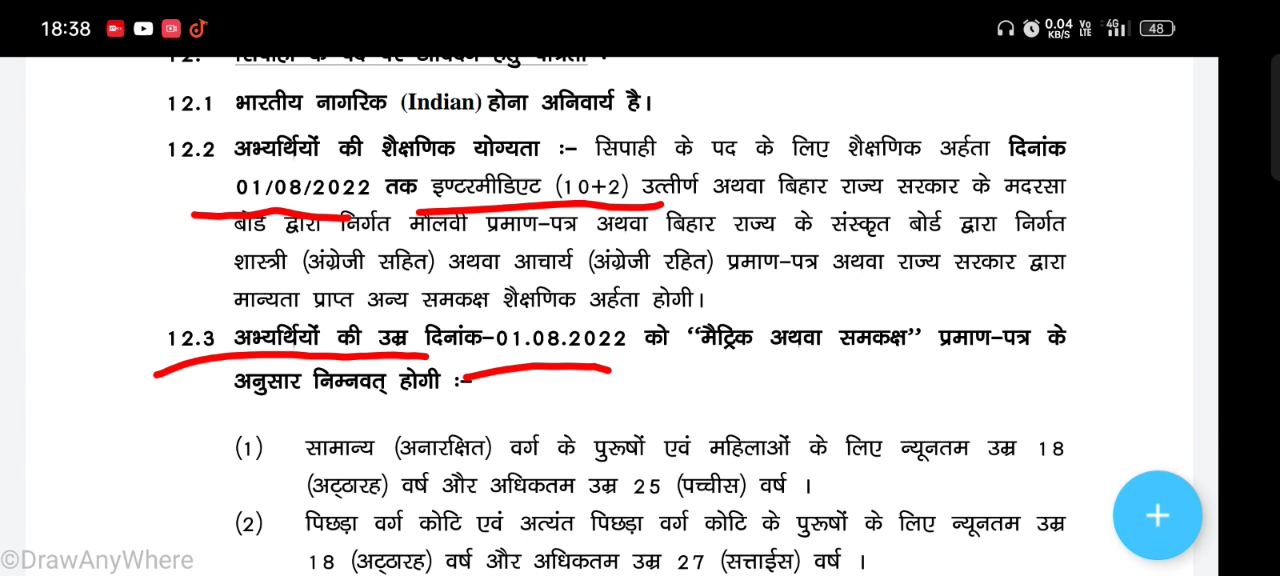 18:38 0.04 KB/S Vo LTE 4G 48
12.
12.1 भारतीय नागरिक (Indian) होना अनिवार्य है।
12.2 अभ्यर्थियों की शैक्षणिक योग्यता :– सिपाही के पद के लिए शैक्षणिक अर्हता दिनांक
01/08/2022 तक इण्टरमीडिएट (10+2) उत्तीर्ण अथवा बिहार राज्य सरकार के मदरसा
बोर्ड द्वारा निर्गत मौलवी प्रमाण–पत्र अथवा बिहार राज्य के संस्कृत बोर्ड द्वारा निर्गत
शास्त्री (अंग्रेजी सहित) अथवा आचार्य (अंग्रेजी रहित) प्रमाण–पत्र अथवा राज्य सरकार द्वारा
मान्यता प्राप्त अन्य समकक्ष शैक्षणिक अर्हता होगी।
12.3 अभ्यर्थियों की उम्र दिनांक–01.08.2022 को “मैट्रिक अथवा समकक्ष” प्रमाण–पत्र के
अनुसार निम्नवत् होगी :–
(1) सामान्य (अनारक्षित) वर्ग के पुरूषों एवं महिलाओं के लिए न्यूनतम उम्र 18
(अट्ठारह) वर्ष और अधिकतम उम्र 25 (पच्चीस) वर्ष ।
(2) पिछड़ा वर्ग कोटि एवं अत्यंत पिछड़ा वर्ग कोटि के पुरूषों के लिए न्यूनतम उम्र
18 (अट्ठारह) वर्ष और अधिकतम उम्र 27 (सत्ताईस) वर्ष ।
©DrawAnyWhere